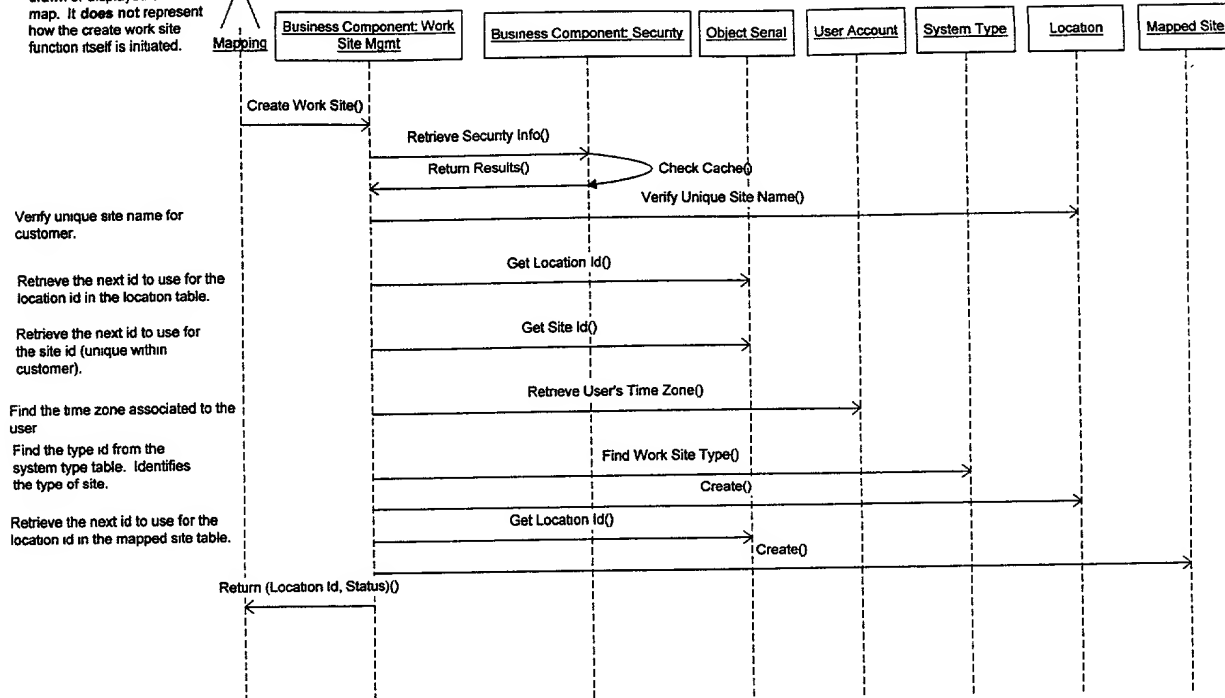 map. It does not represent
how the create work site
function itself is initiated.
Mapping
Business Component: Work
Site Mgmt
Business Component: Security
Object Serial
User Account
System Type
Location
Mapped Site
Create Work Site()
Retrieve Security Info()
Return Results()
Check Cache()
Verify Unique Site Name()
Verify unique site name for
customer.
Get Location Id()
Retrieve the next id to use for the
location id in the location table.
Get Site Id()
Retrieve the next id to use for
the site id (unique within
customer).
Retrieve User's Time Zone()
Find the time zone associated to the
user
Find the type id from the
system type table. Identifies
the type of site.
Find Work Site Type()
Create()
Retrieve the next id to use for the
location id in the mapped site table.
Get Location Id()
Create()
Return (Location Id, Status)()